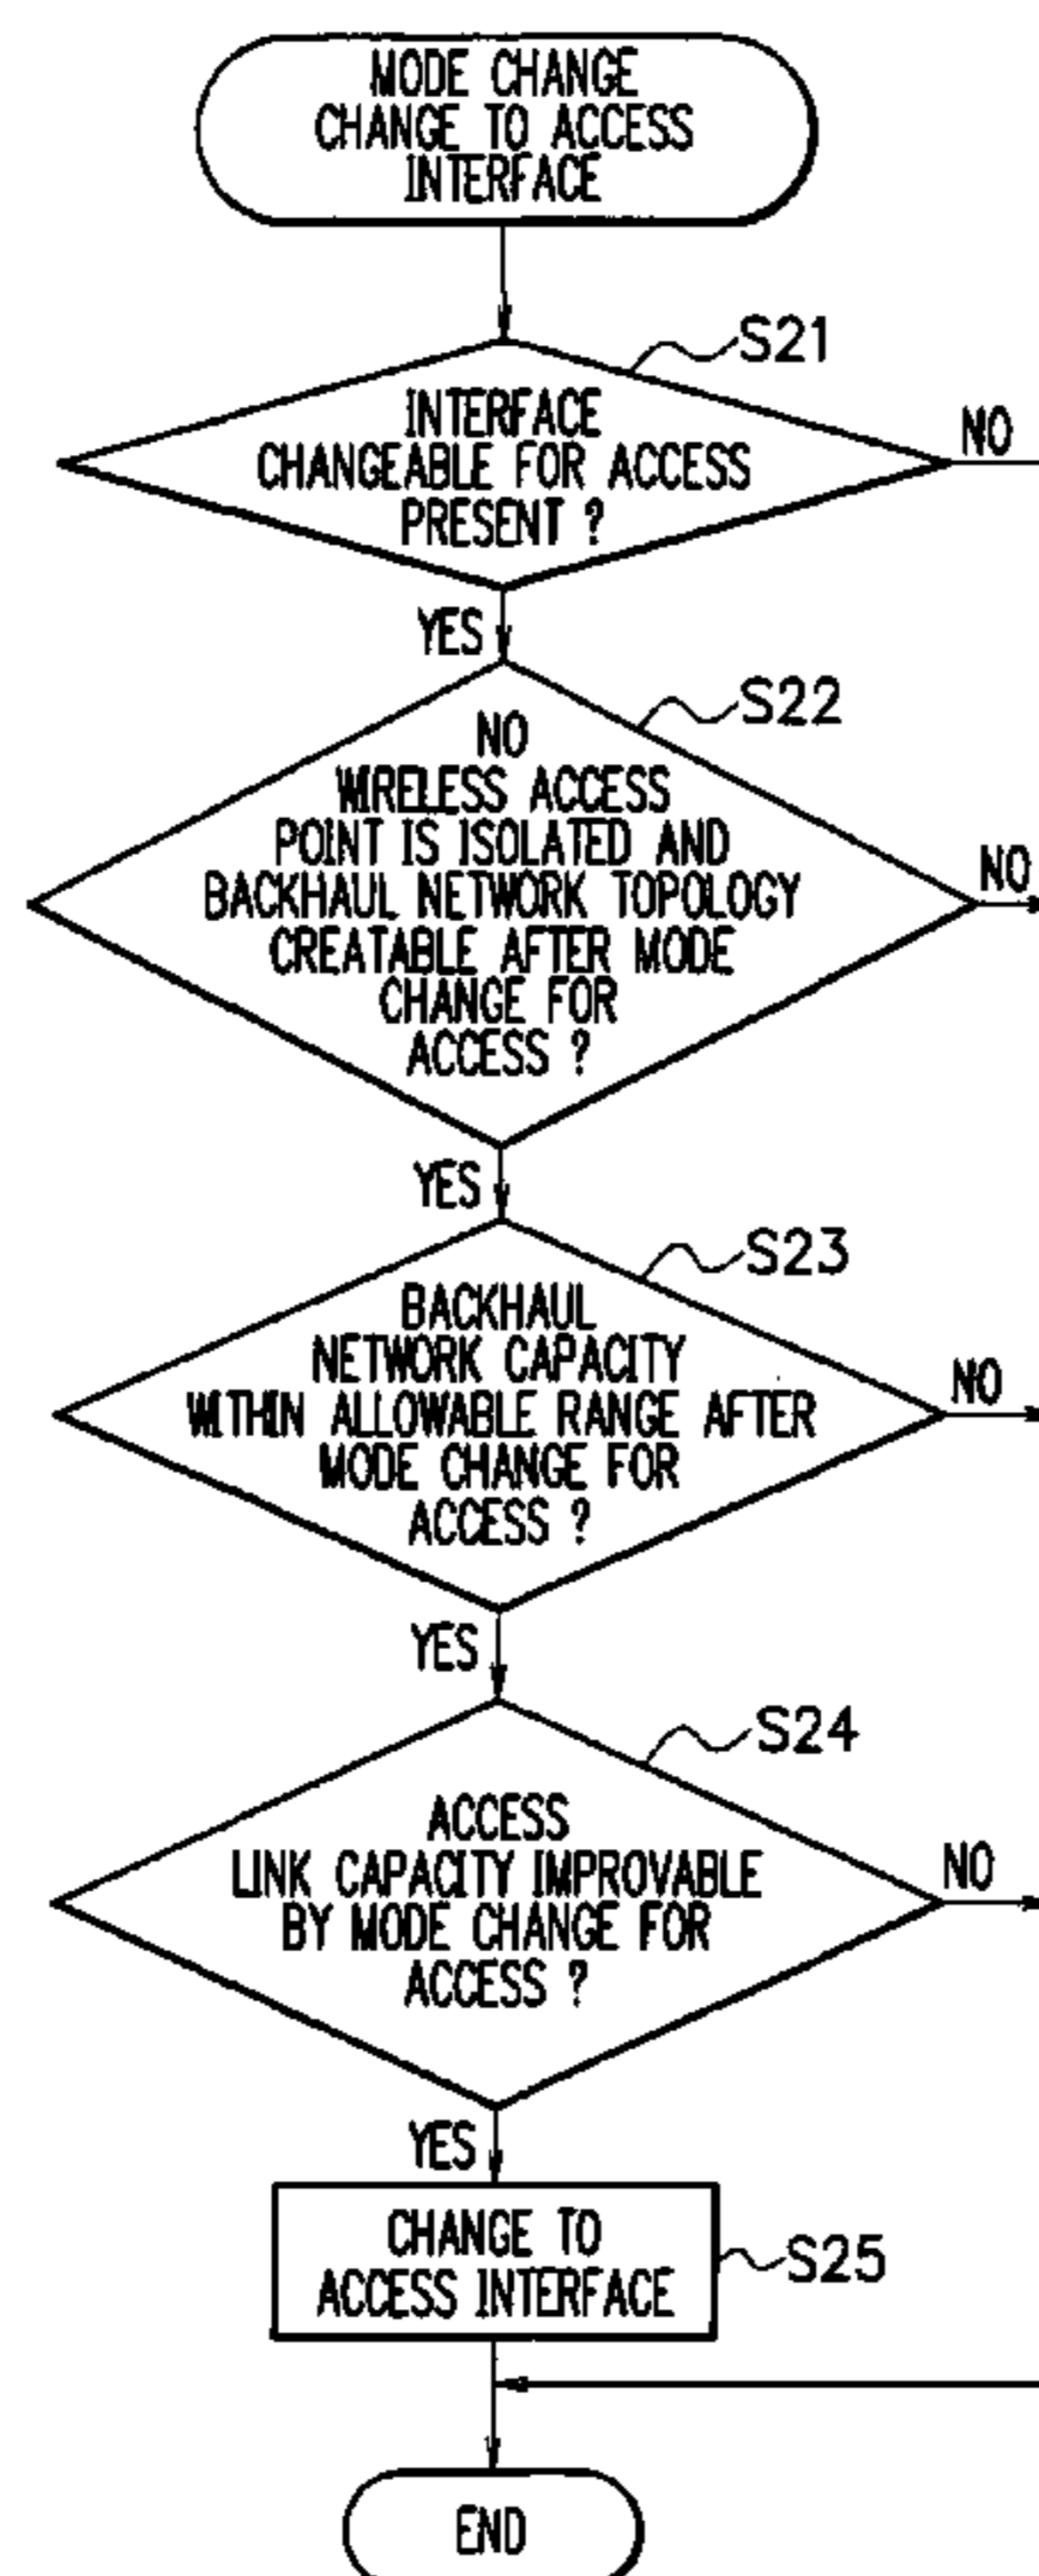 MODE CHANGE
CHANGE TO ACCESS
INTERFACE
S21
INTERFACE
CHANGEABLE FOR ACCESS
PRESENT ?
NO
YES
S22
NO
WIRELESS ACCESS
POINT IS ISOLATED AND
BACKHAUL NETWORK TOPOLOGY
CREATABLE AFTER MODE
CHANGE FOR
ACCESS ?
NO
YES
S23
BACKHAUL
NETWORK CAPACITY
WITHIN ALLOWABLE RANGE AFTER
MODE CHANGE FOR
ACCESS ?
NO
YES
S24
ACCESS
LINK CAPACITY IMPROVABLE
BY MODE CHANGE FOR
ACCESS ?
NO
YES
CHANGE TO
ACCESS INTERFACE
S25
END